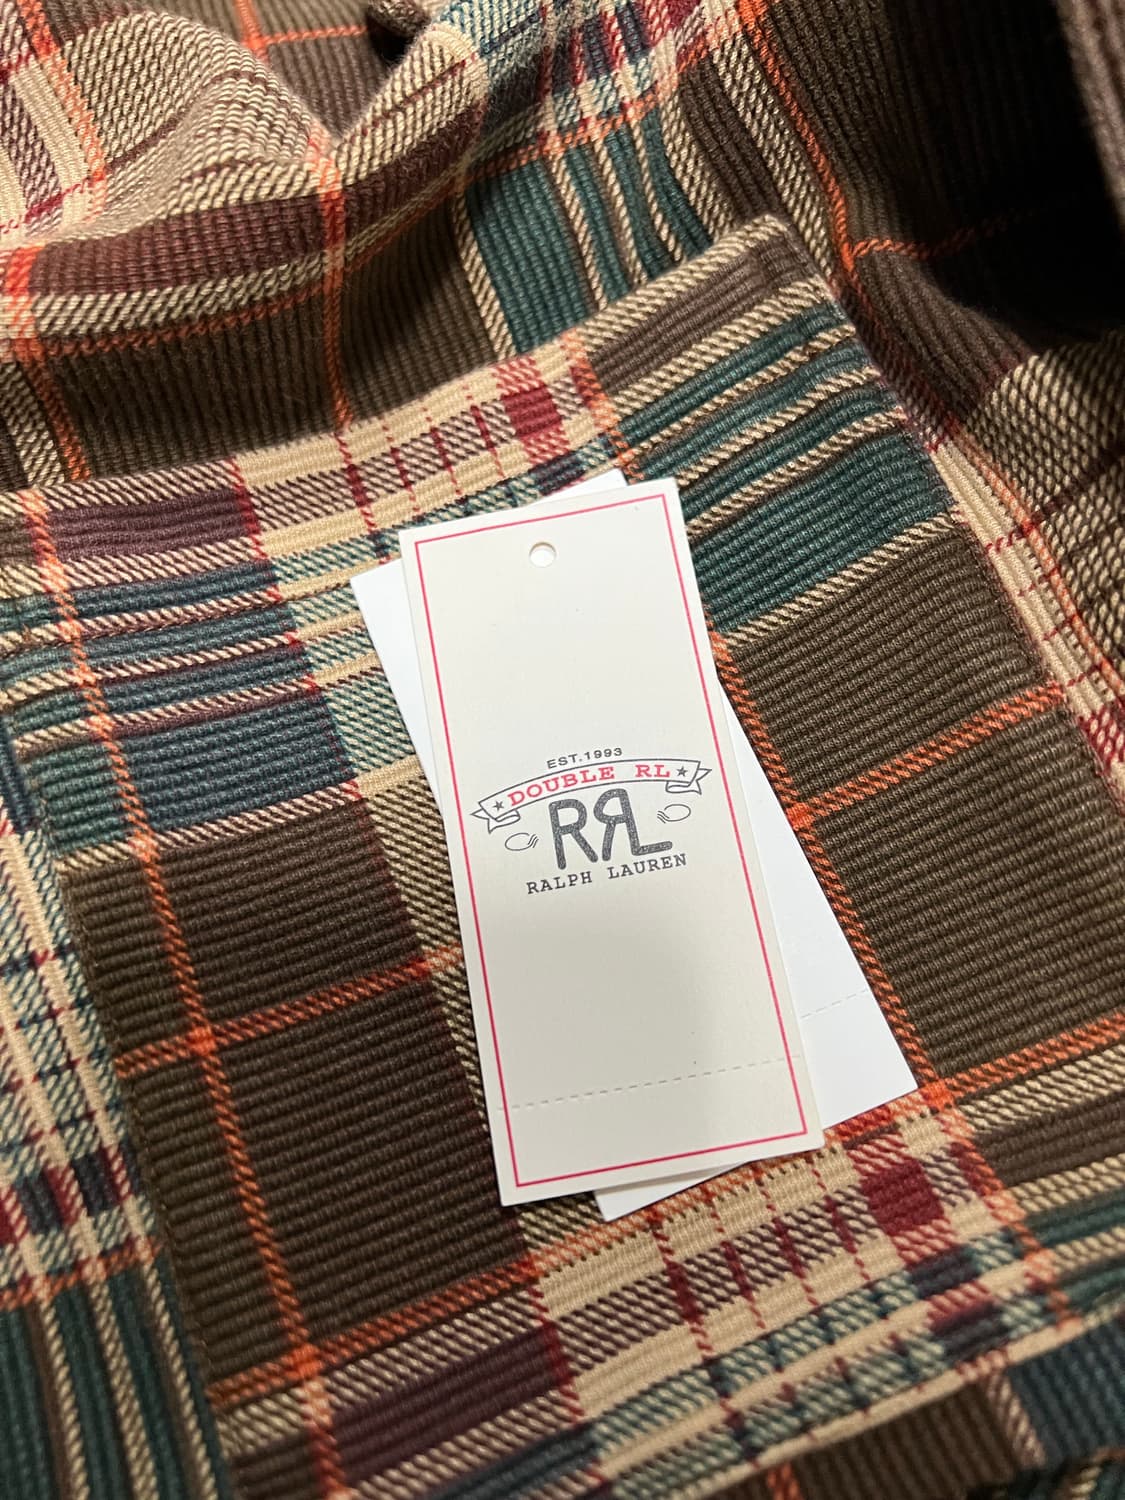 EST.1993
DOUBLE RL
RRL
RALPH LAUREN